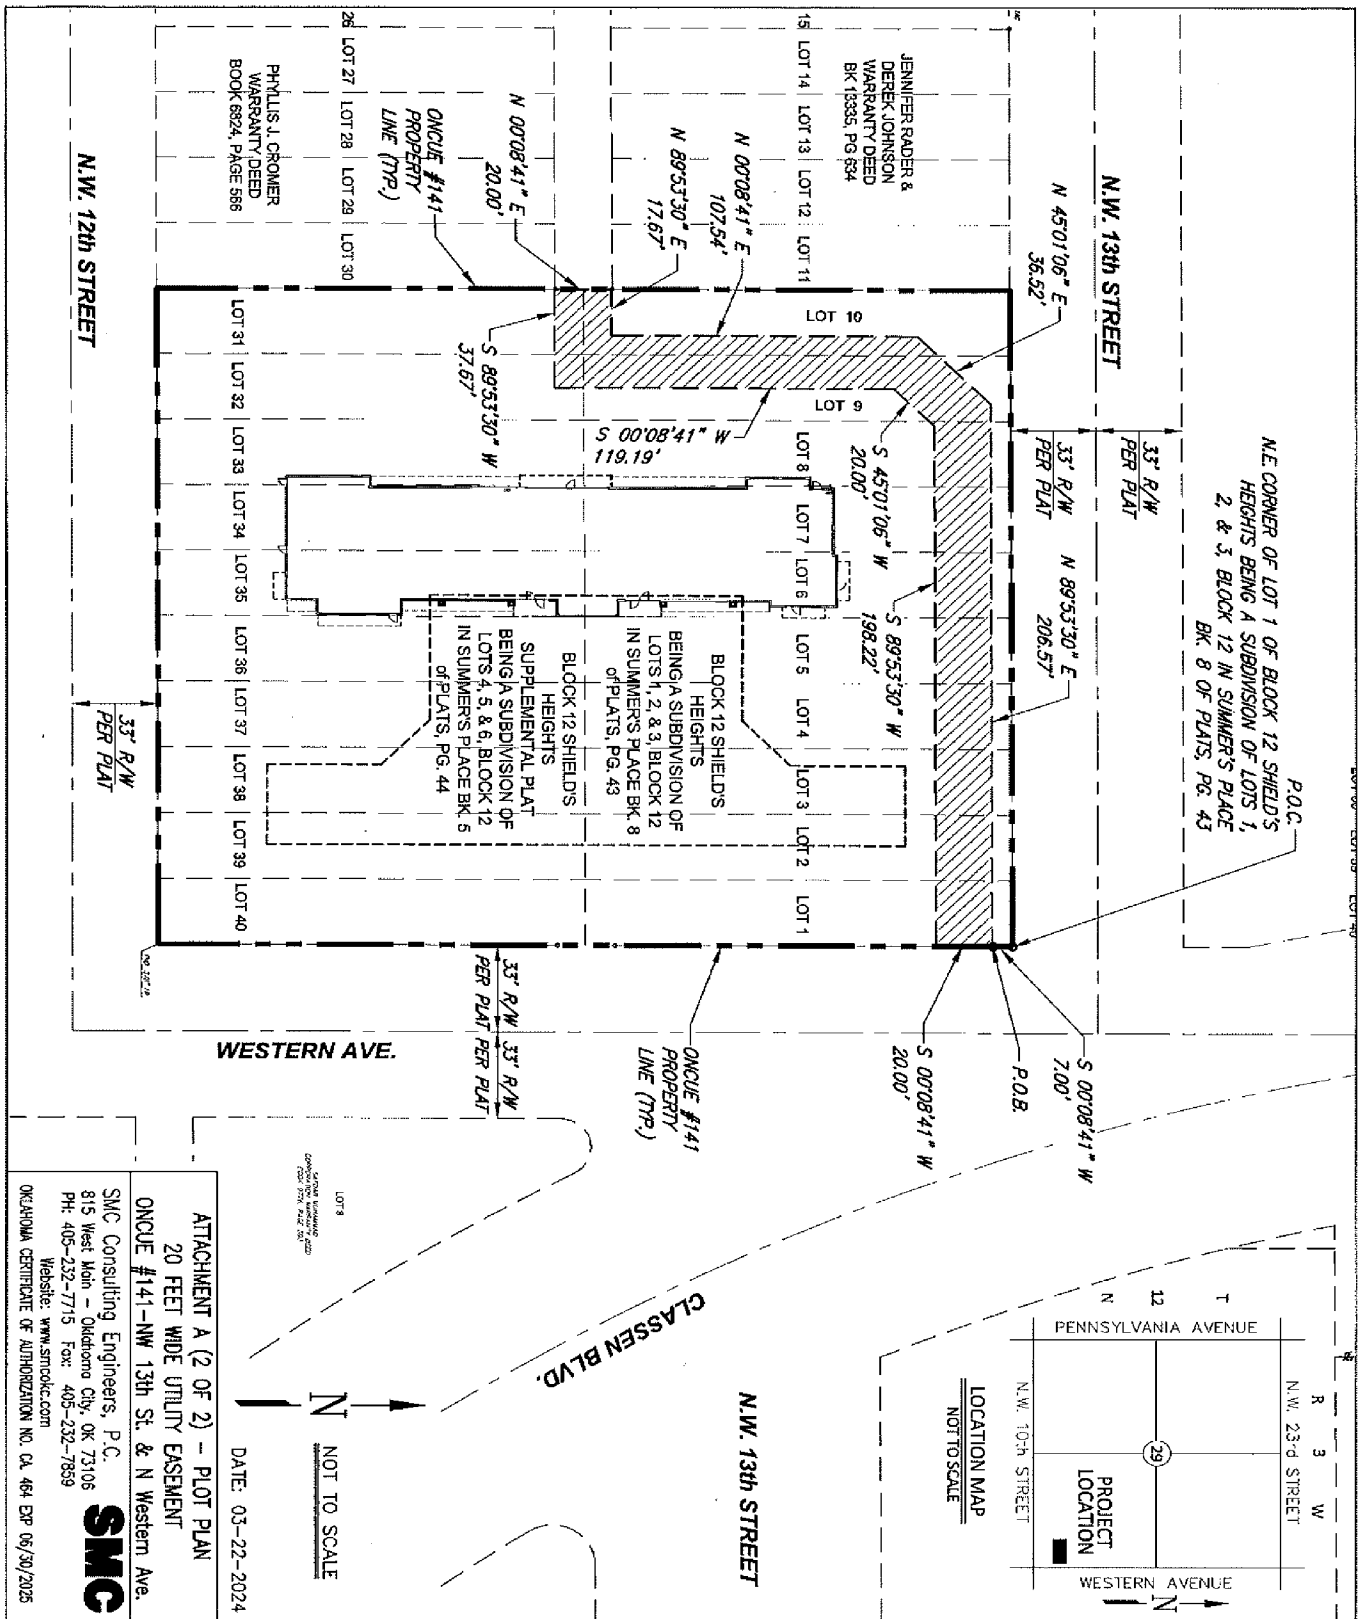 N.W. 13th STREET
N.W. 12th STREET
WESTERN AVE.
CLASSEN BLVD.
N.W. 13th STREET
JENNIFER RADER &
DEREK JOHNSON
WARRANTY DEED
BK 13335, PG 634
15
LOT 14
LOT 13
LOT 12
LOT 11
26
LOT 27
LOT 28
LOT 29
LOT 30
PHYLLIS J. CROMER
WARRANTY DEED
BOOK 6824, PAGE 566
ONCUE #141
PROPERTY
LINE (TYP.)
N 00°08'41" E
20.00'
N 89°53'30" E
17.67'
N 00°08'41" E
107.54'
N 45°01'06" E
36.52'
33' R/W
PER PLAT
33' R/W
PER PLAT
N 89°53'30" E
206.57'
P.O.C.
N.E CORNER OF LOT 1 OF BLOCK 12 SHIELD'S
HEIGHTS BEING A SUBDIVISION OF LOTS 1,
2, & 3, BLOCK 12 IN SUMMER'S PLACE
BK. 8 OF PLATS, PG. 43
LOT 10
LOT 9
LOT 8
LOT 7
LOT 6
LOT 5
LOT 4
LOT 3
LOT 2
LOT 1
S 89°53'30" W
37.67'
S 00°08'41" W
119.19'
S 45°01'06" W
20.00'
S 89°53'30" W
198.22'
LOT 31
LOT 32
LOT 33
LOT 34
LOT 35
LOT 36
LOT 37
LOT 38
LOT 39
LOT 40
BLOCK 12 SHIELD'S
HEIGHTS
BEING A SUBDIVISION OF
LOTS 1, 2, & 3, BLOCK 12
IN SUMMER'S PLACE BK. 8
of PLATS, PG. 43
BLOCK 12 SHIELD'S
HEIGHTS
SUPPLEMENTAL PLAT
BEING A SUBDIVISION OF
LOTS 4, 5, & 6, BLOCK 12
IN SUMMER'S PLACE BK. 5
of PLATS, PG. 44
33' R/W
PER PLAT
33' R/W
PER PLAT
33' R/W
PER PLAT
ONCUE #141
PROPERTY
LINE (TYP.)
S 00°08'41" W
7.00'
P.O.B.
S 00°08'41" W
20.00'
R 3 W
N.W. 23rd STREET
T
12
N
PENNSYLVANIA AVENUE
29
PROJECT
LOCATION
WESTERN AVENUE
N.W. 10th STREET
N
LOCATION MAP
NOT TO SCALE
LOT 8
N
NOT TO SCALE
DATE: 03-22-2024
ATTACHMENT A (2 OF 2) - PLOT PLAN
20 FEET WIDE UTILITY EASEMENT
ONCUE #141-NW 13th St. & N Western Ave.
SMC Consulting Engineers, P.C.
815 West Main - Oklahoma City, OK 73106
PH: 405-232-7715 Fax: 405-232-7859
Website: www.smcokc.com
SMC
OKLAHOMA CERTIFICATE OF AUTHORIZATION NO. CA 464 EXP 06/30/2025